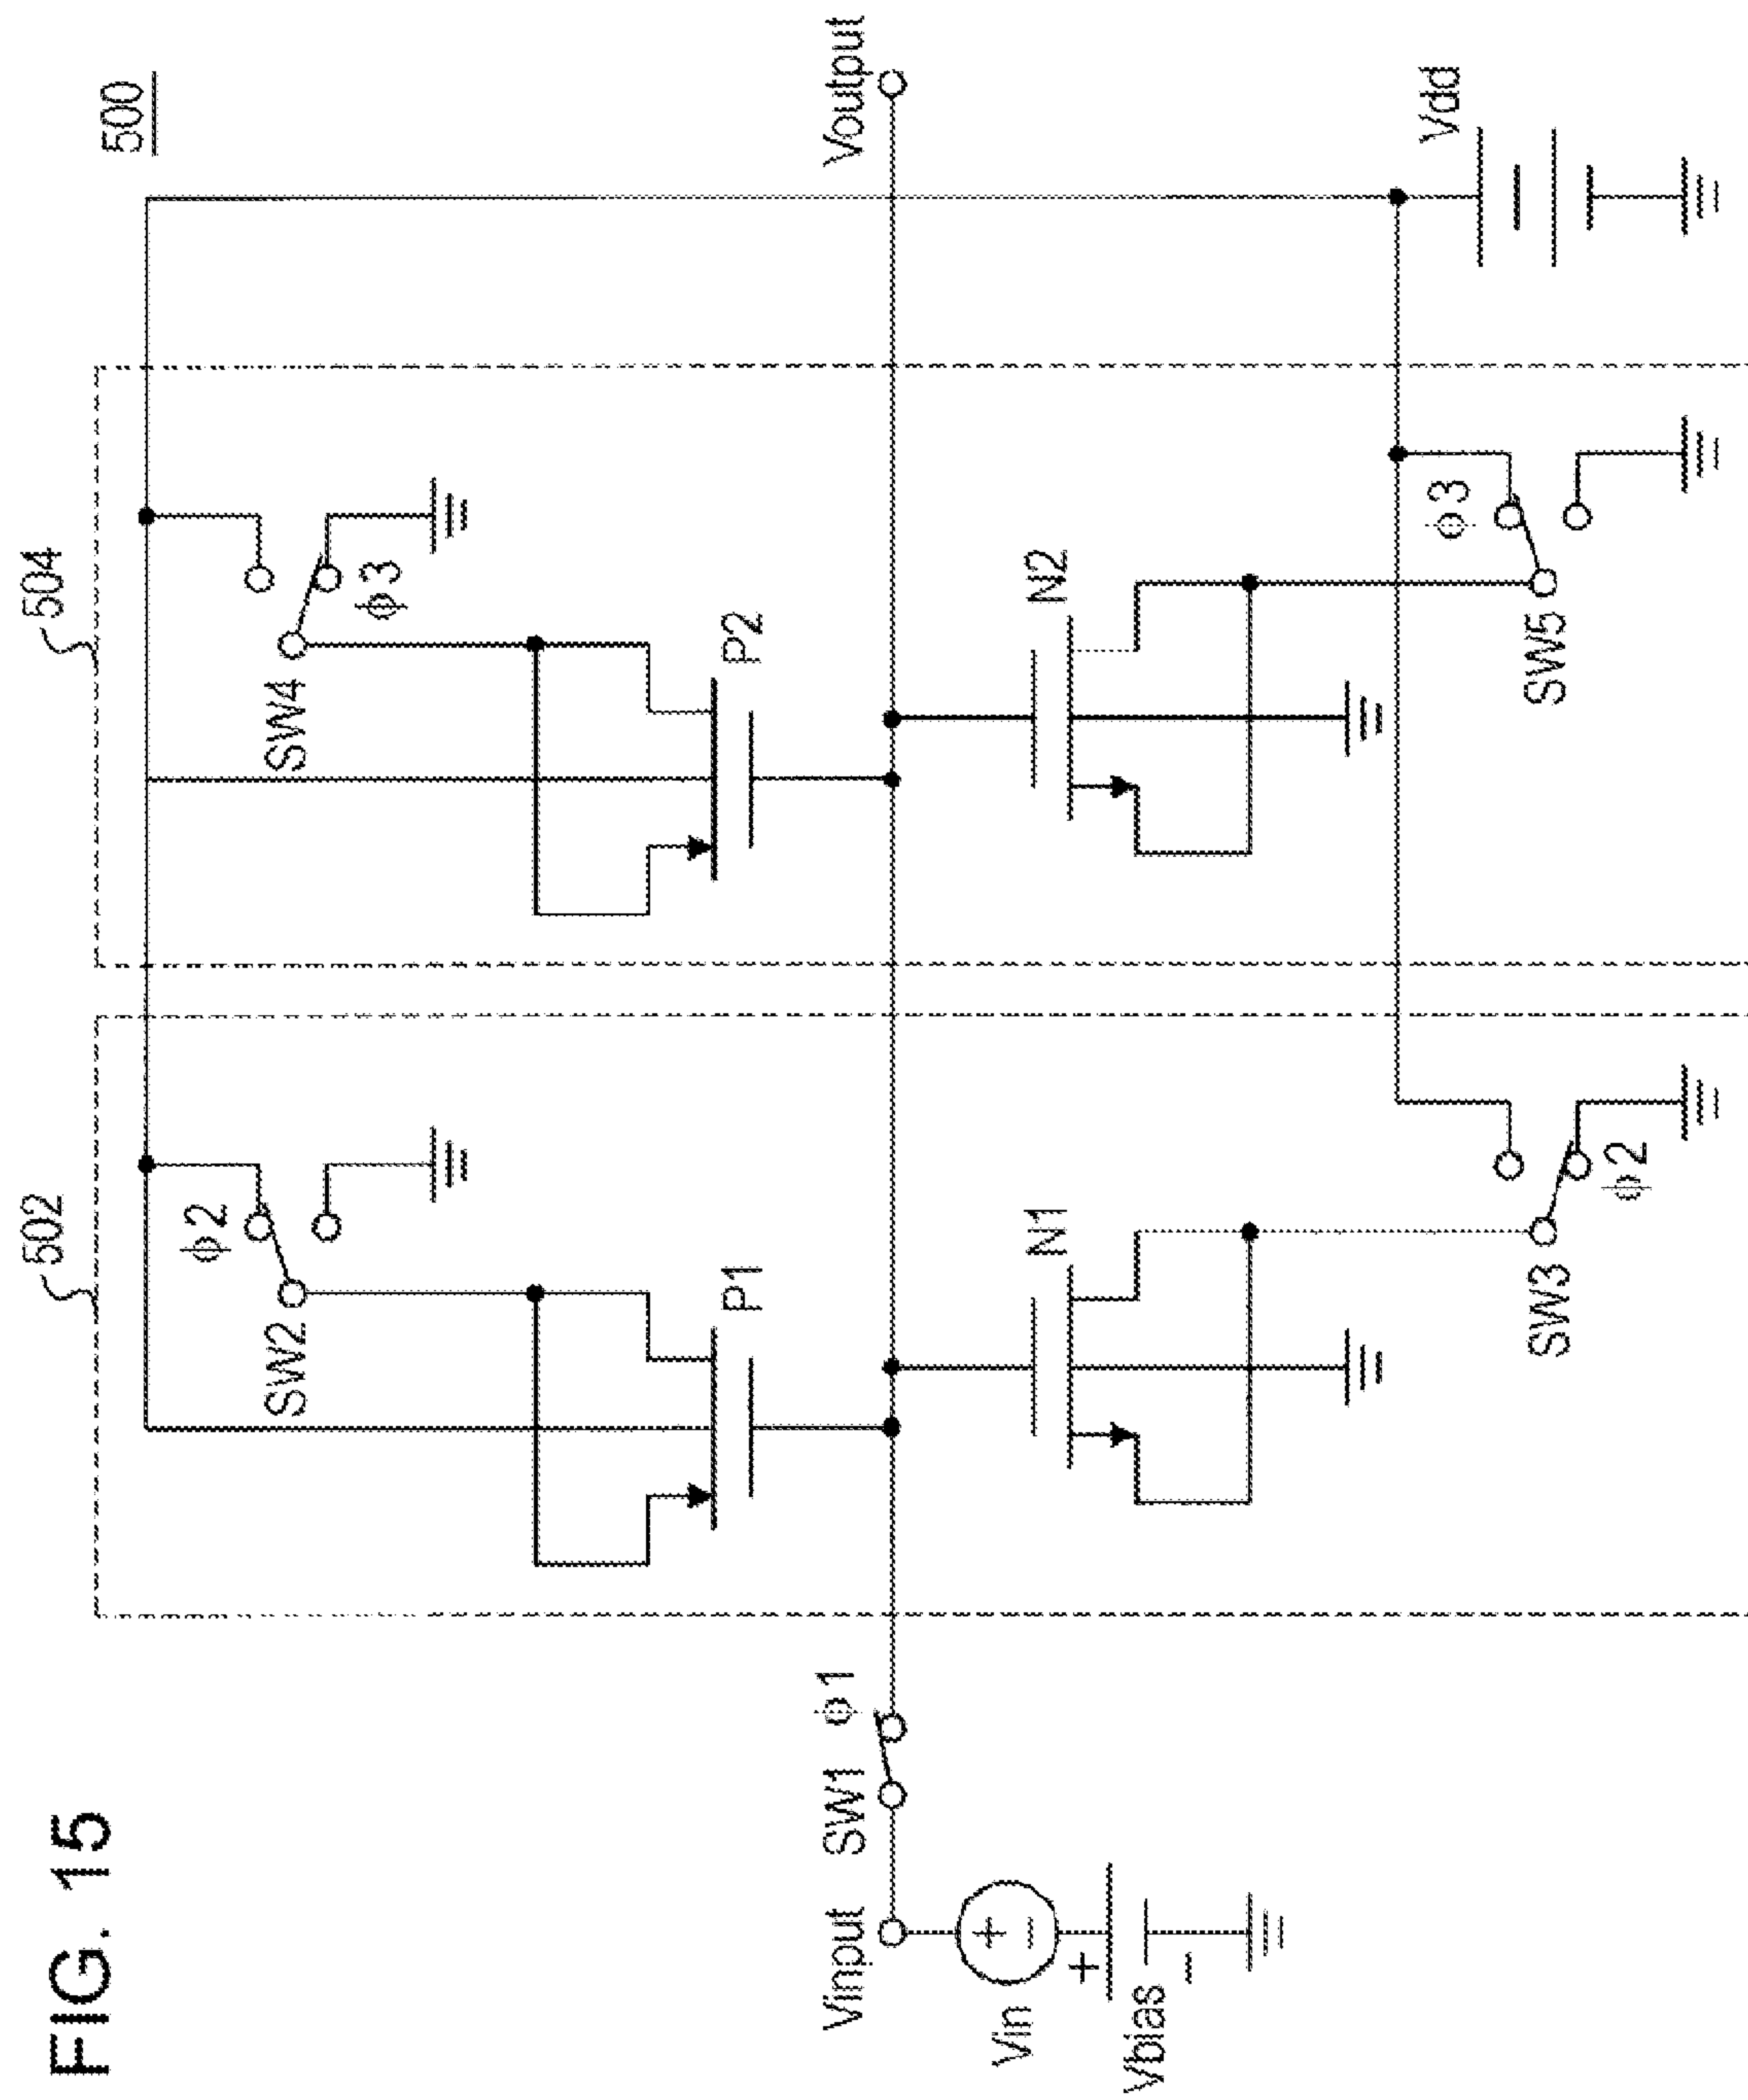 FIG. 15
500
502
504
ϕ2
SW2
SW4
ϕ3
P1
P2
Vinput
SW1
ϕ1
Voutput
Vin
+
−
+
Vbias
−
N1
N2
SW3
ϕ2
ϕ3
SW5
Vdd